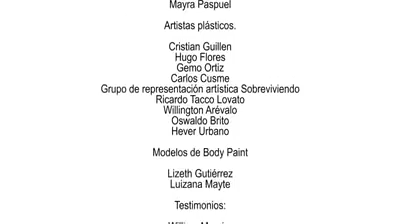 Mayra Paspuel
Artistas plásticos.
Cristian Guillen
Hugo Flores
Gemo Ortiz
Carlos Cusme
Grupo de representación artística Sobreviviendo
Ricardo Tacco Lovato
Willington Arévalo
Oswaldo Brito
Hever Urbano
Modelos de Body Paint
Lizeth Gutiérrez
Luizana Mayte
Testimonios: